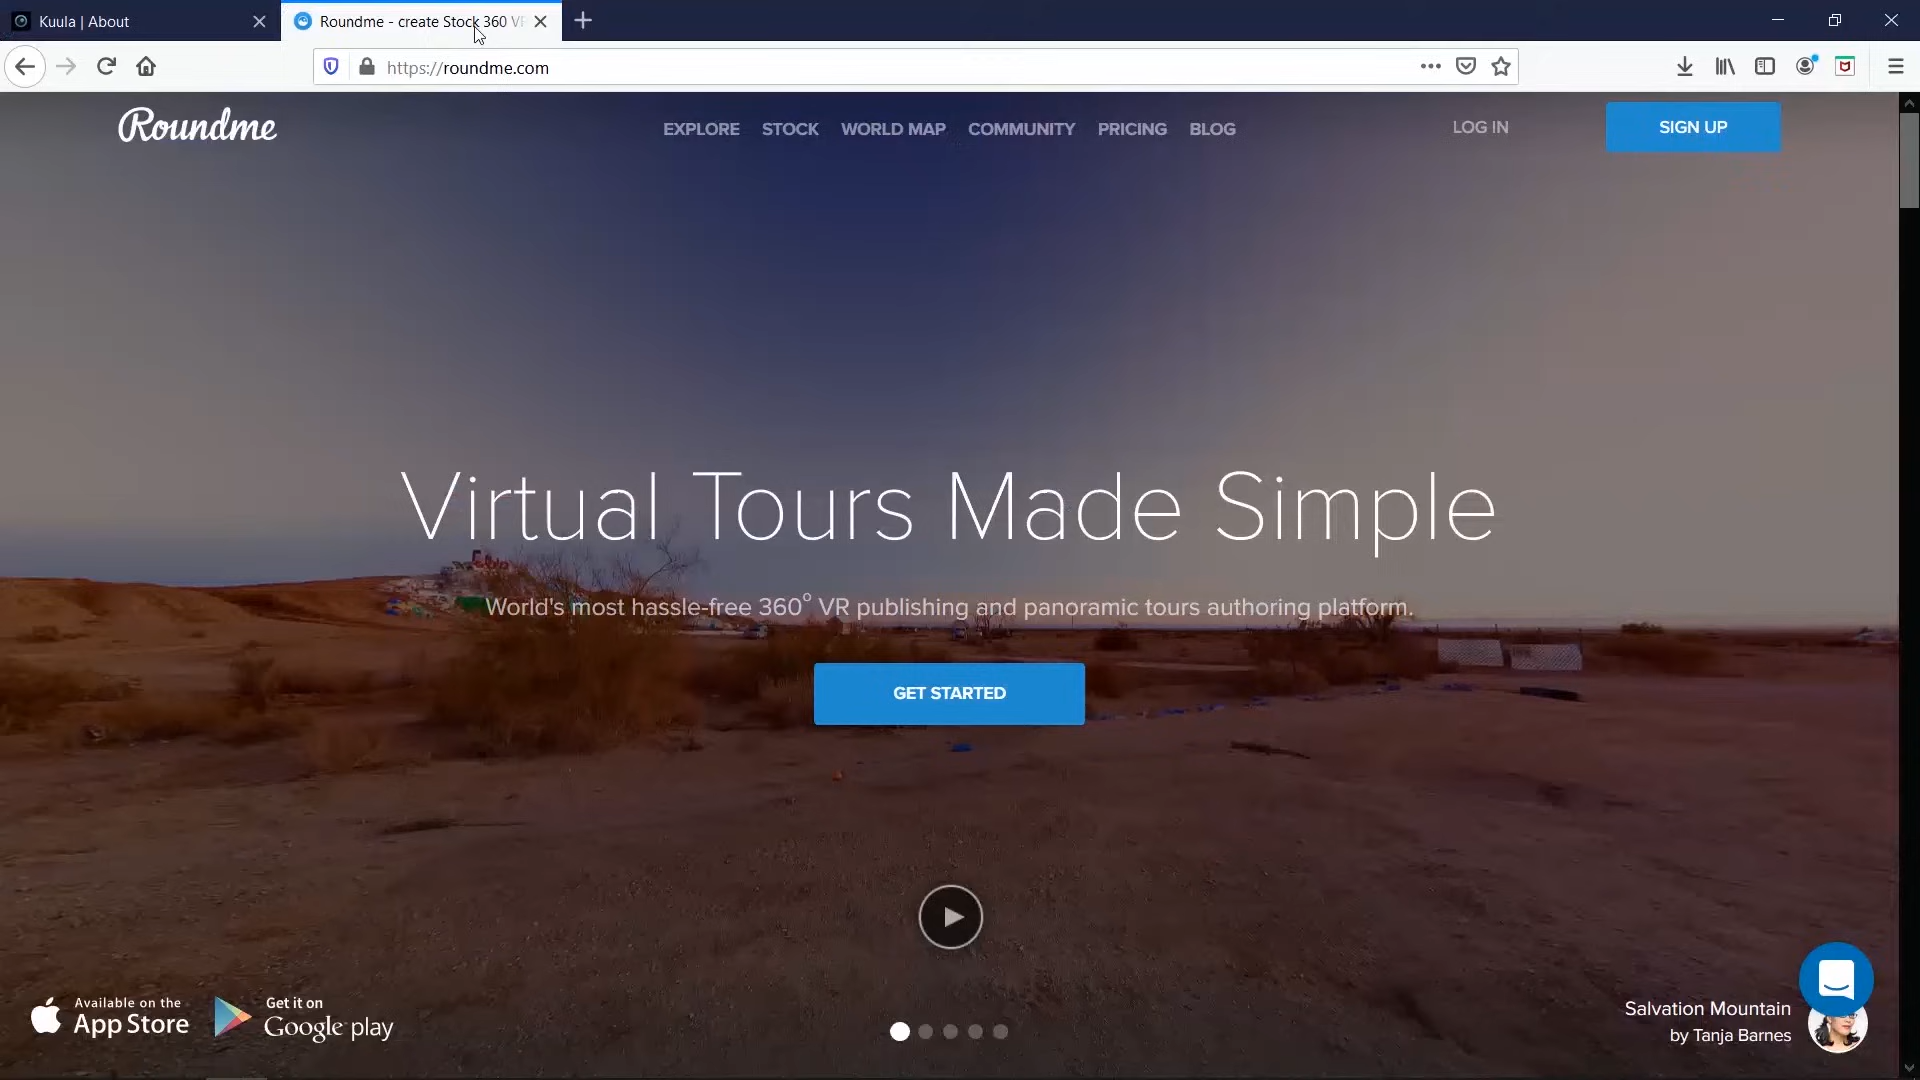 Kuula | About
Roundme - create Stock 360 VR
https://roundme.com
Roundme
EXPLORE STOCK WORLD MAP COMMUNITY PRICING BLOG
LOG IN
SIGN UP
Virtual Tours Made Simple
World's most hassle-free 360° VR publishing and panoramic tours authoring platform.
GET STARTED
Available on the
App Store
Get it on
Google play
Salvation Mountain
by Tanja Barnes